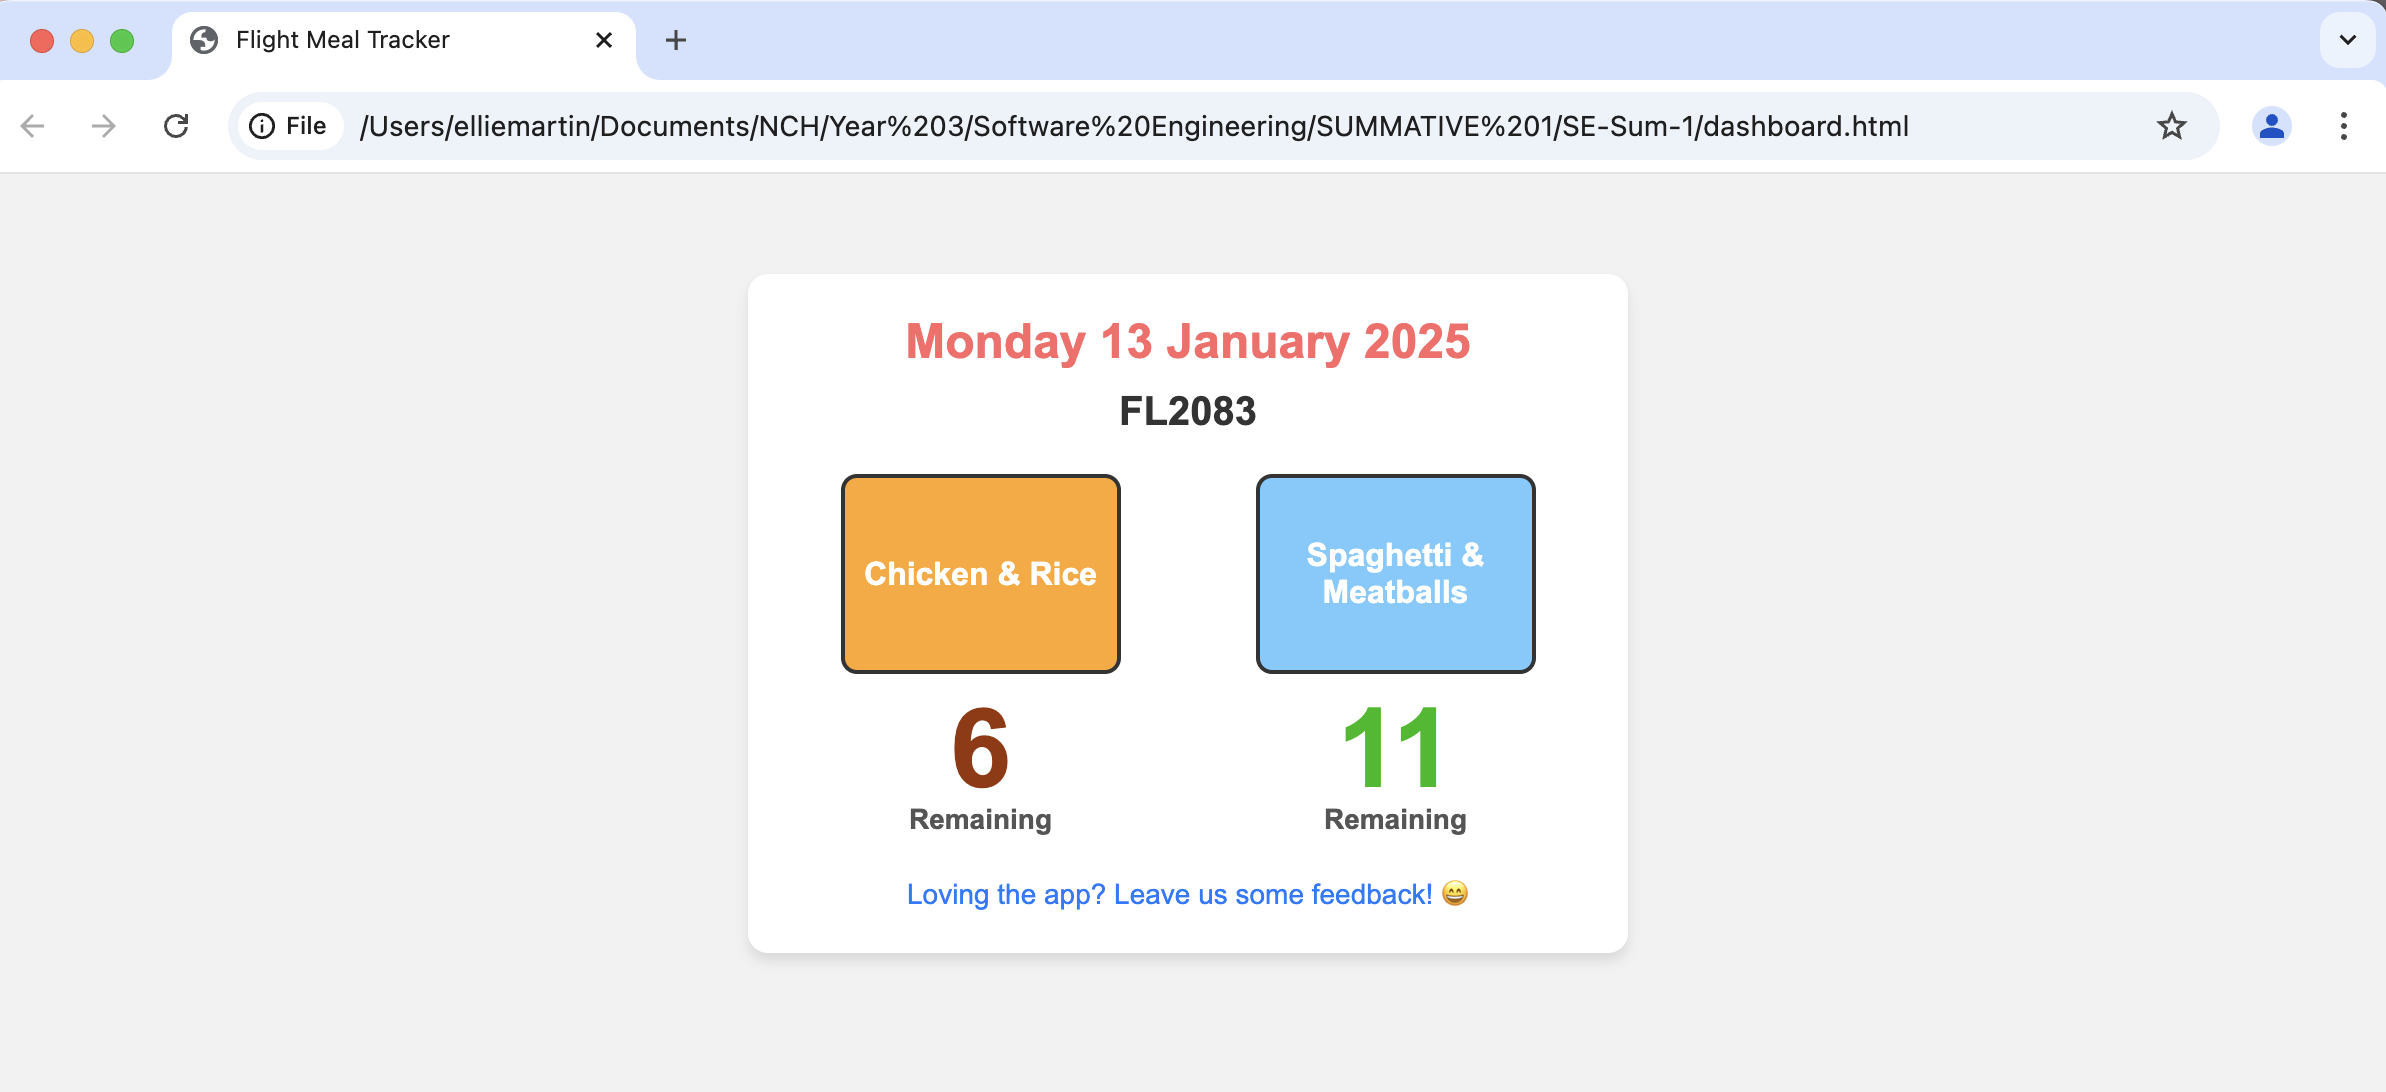 Flight Meal Tracker
File /Users/elliemartin/Documents/NCH/Year%203/Software%20Engineering/SUMMATIVE%201/SE-Sum-1/dashboard.html
Monday 13 January 2025
FL2083
Chicken & Rice
Spaghetti &
Meatballs
6
Remaining
11
Remaining
Loving the app? Leave us some feedback! 😄